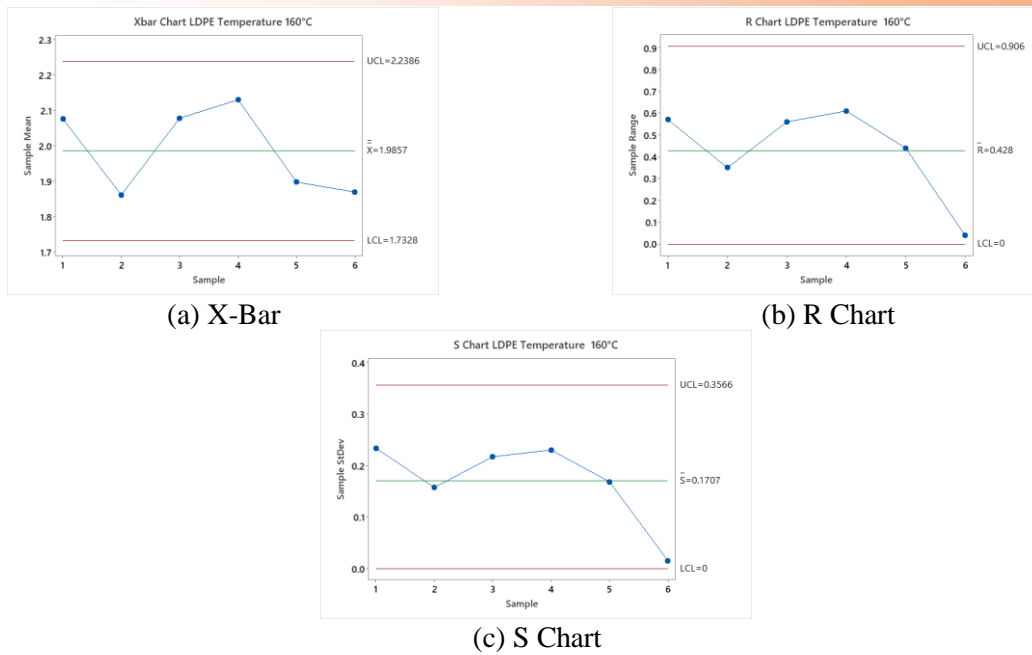 Xbar Chart LDPE Temperature 160°C
2.3
2.2
2.1
2.0
1.9
1.8
1.7
Sample Mean
1
2
3
4
5
6
Sample
UCL=2.2386
X̿=1.9857
LCL=1.7328
(a) X-Bar
R Chart LDPE Temperature 160°C
0.9
0.8
0.7
0.6
0.5
0.4
0.3
0.2
0.1
0.0
Sample Range
1
2
3
4
5
6
Sample
UCL=0.906
R̄=0.428
LCL=0
(b) R Chart
S Chart LDPE Temperature 160°C
0.4
0.3
0.2
0.1
0.0
Sample StDev
1
2
3
4
5
6
Sample
UCL=0.3566
S̄=0.1707
LCL=0
(c) S Chart